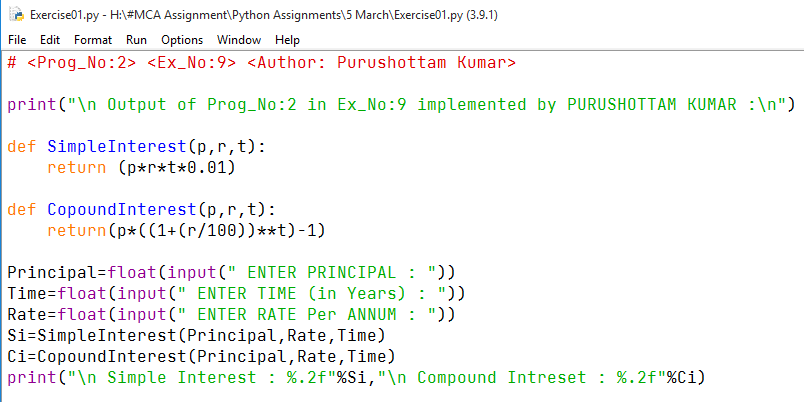 Exercise01.py - H:\#MCA Assignment\Python Assignments\5 March\Exercise01.py (3.9.1)
File Edit Format Run Options Window Help
# <Prog_No:2> <Ex_No:9> <Author: Purushottam Kumar>
print("\n Output of Prog_No:2 in Ex_No:9 implemented by PURUSHOTTAM KUMAR :\n")
def SimpleInterest(p,r,t):
    return (p*r*t*0.01)
def CopoundInterest(p,r,t):
    return(p*((1+(r/100))**t)-1)
Principal=float(input(" ENTER PRINCIPAL : "))
Time=float(input(" ENTER TIME (in Years) : "))
Rate=float(input(" ENTER RATE Per ANNUM : "))
Si=SimpleInterest(Principal,Rate,Time)
Ci=CopoundInterest(Principal,Rate,Time)
print("\n Simple Interest : %.2f"%Si,"\n Compound Intreset : %.2f"%Ci)